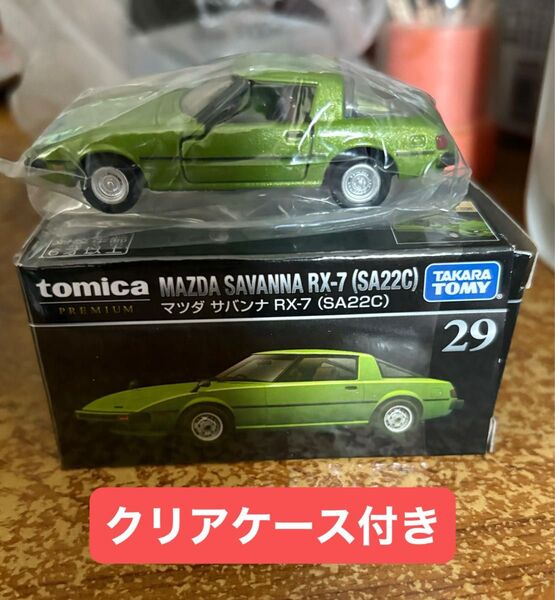 tomica
PREMIUM
MAZDA SAVANNA RX-7 (SA22C)
マツダ サバンナ RX-7 (SA22C)
TAKARA
TOMY
29
クリアケース付き